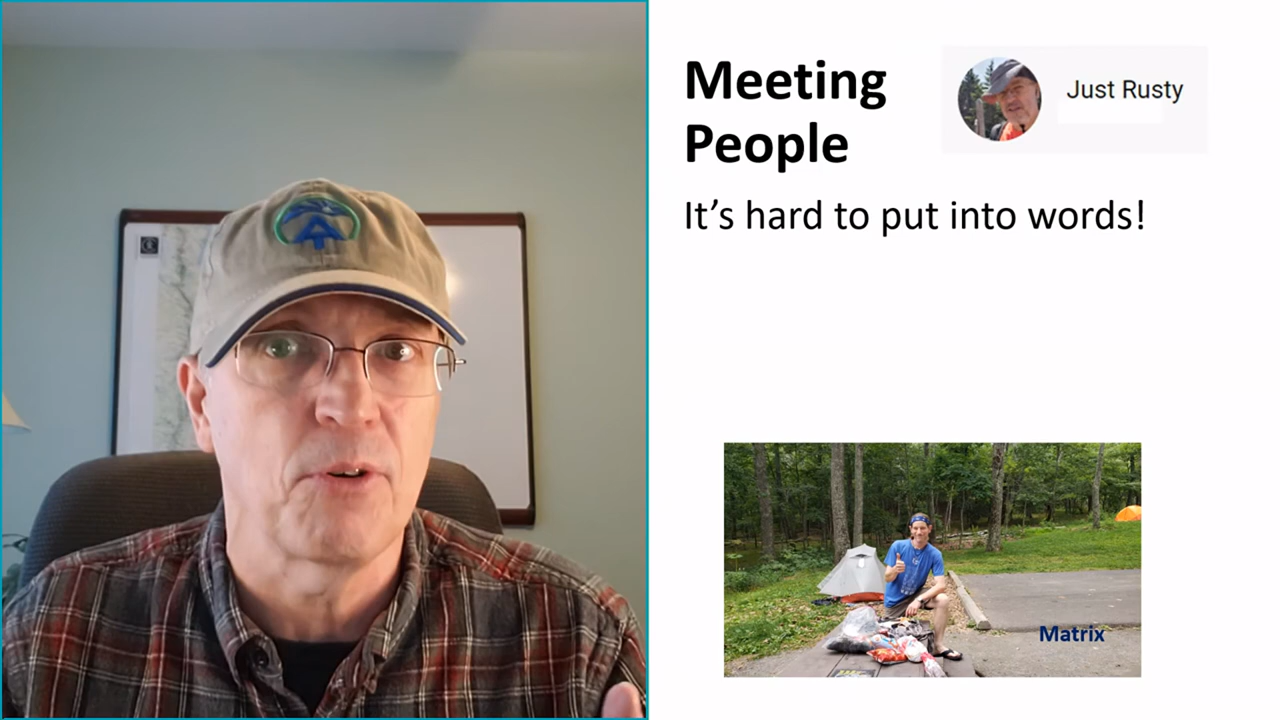 Meeting
People
Just Rusty
It's hard to put into words!
Matrix